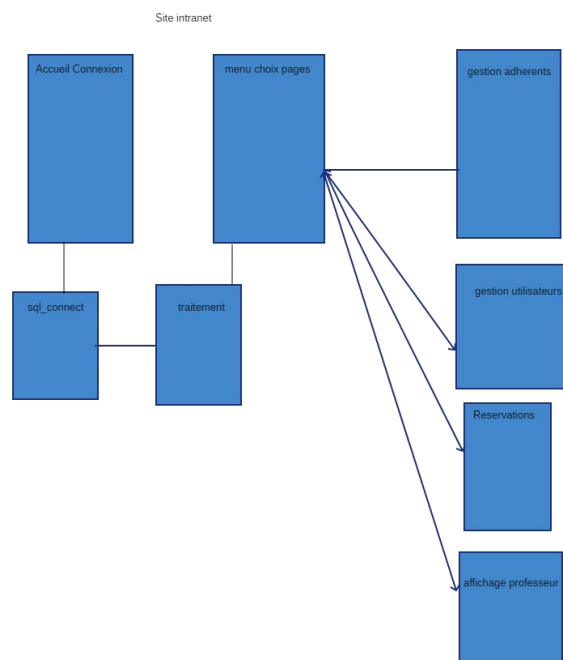 Site intranet
Accueil Connexion
menu choix pages
gestion adherents
sql_connect
traitement
gestion utilisateurs
Reservations
affichage professeur